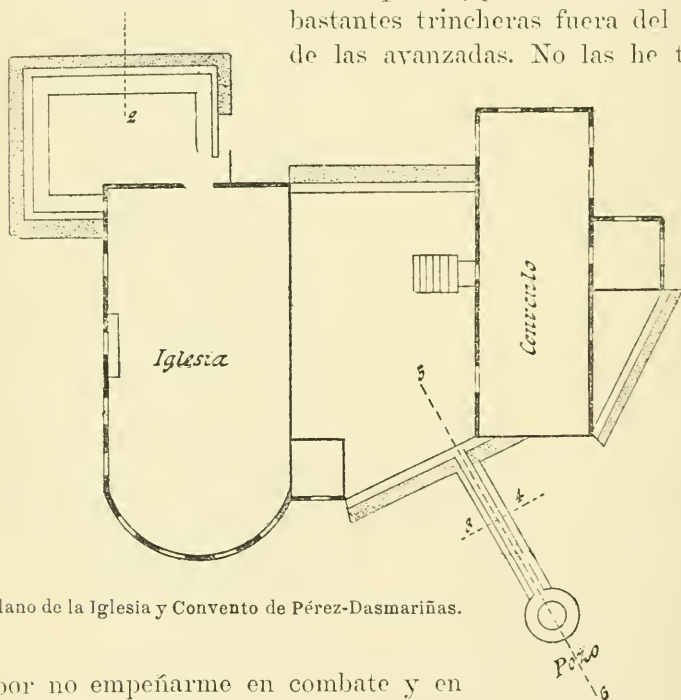 bastantes trincheras fuera del
de las avanzadas. No las he t
2
Iglesia
Convento
5
4
3
Pozo
6
lano de la Iglesia y Convento de Pérez-Dasmariñas.
por no empeñarme en combate y en